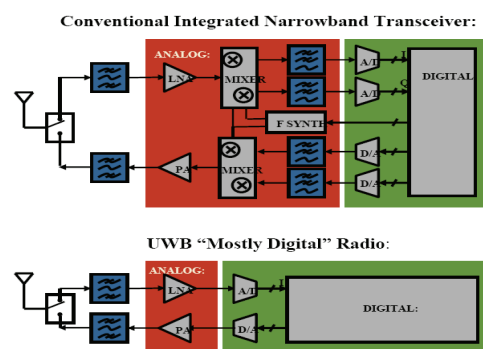 Conventional Integrated Narrowband Transceiver:
ANALOG:
LNA
MIXER
A/D
I
A/D
Q
DIGITAL
F SYNTH
PA
MIXER
D/A
D/A
UWB “Mostly Digital” Radio:
ANALOG:
LNA
A/D
I
DIGITAL:
PA
D/A